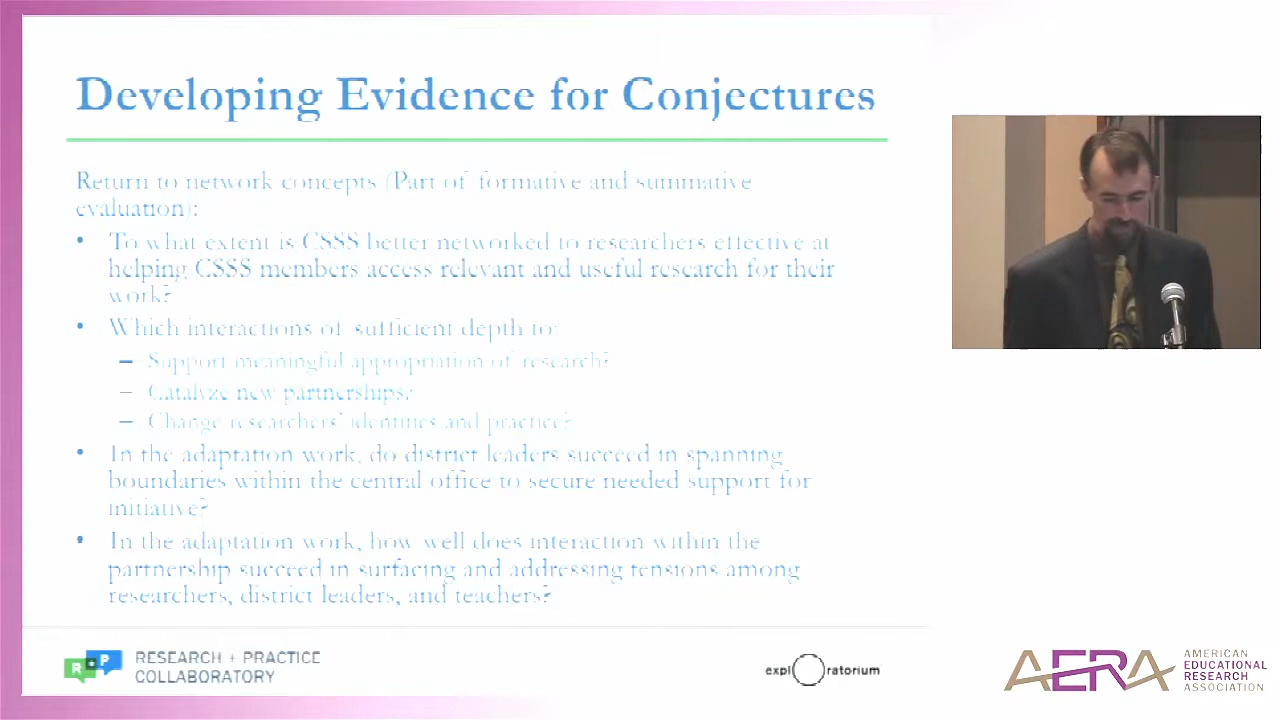 Developing Evidence for Conjectures
Return to network concepts (Part of formative and summative
evaluation):
• To what extent is CSSS better networked to researchers effective at
helping CSSS members access relevant and useful research for their
work?
• Which interactions of sufficient depth to:
– Support meaningful appropriation of research?
– Catalyze new partnerships?
– Change researchers' identities and practice?
• In the adaptation work, do district leaders succeed in spanning
boundaries within the central office to secure needed support for
initiative?
• In the adaptation work, how well does interaction within the
partnership succeed in surfacing and addressing tensions among
researchers, district leaders, and teachers?
R+P
RESEARCH + PRACTICE
COLLABORATORY
exploratorium
AERA
AMERICAN
EDUCATIONAL
RESEARCH
ASSOCIATION